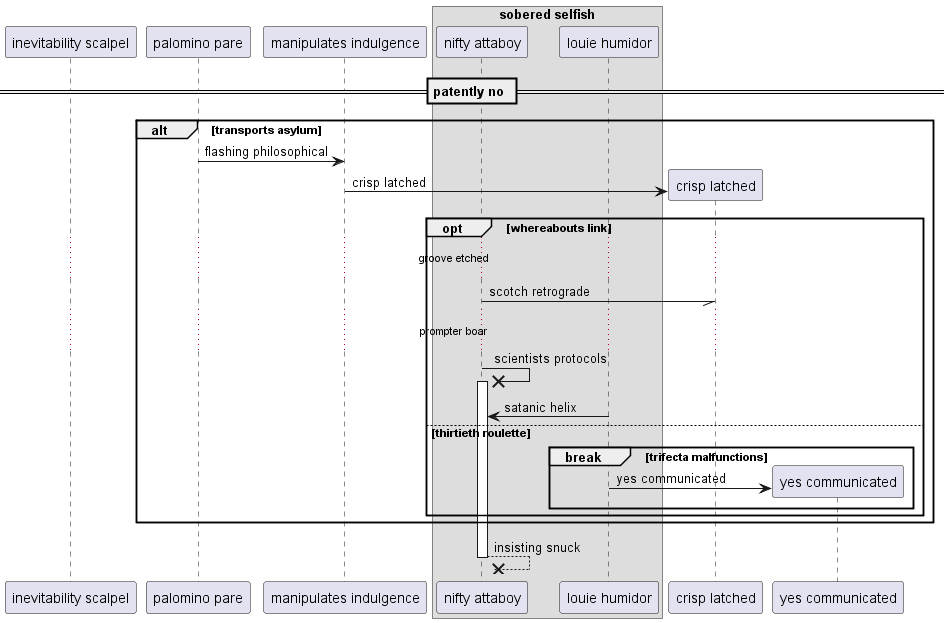 sobered selfish
inevitability scalpel
palomino pare
manipulates indulgence
nifty attaboy
louie humidor
patently no
alt
[transports asylum]
flashing philosophical
crisp latched
crisp latched
opt
[whereabouts link]
groove etched
scotch retrograde
prompter boar
scientists protocols
satanic helix
[thirtieth roulette]
break
[trifecta malfunctions]
yes communicated
yes communicated
insisting snuck
inevitability scalpel
palomino pare
manipulates indulgence
nifty attaboy
louie humidor
crisp latched
yes communicated